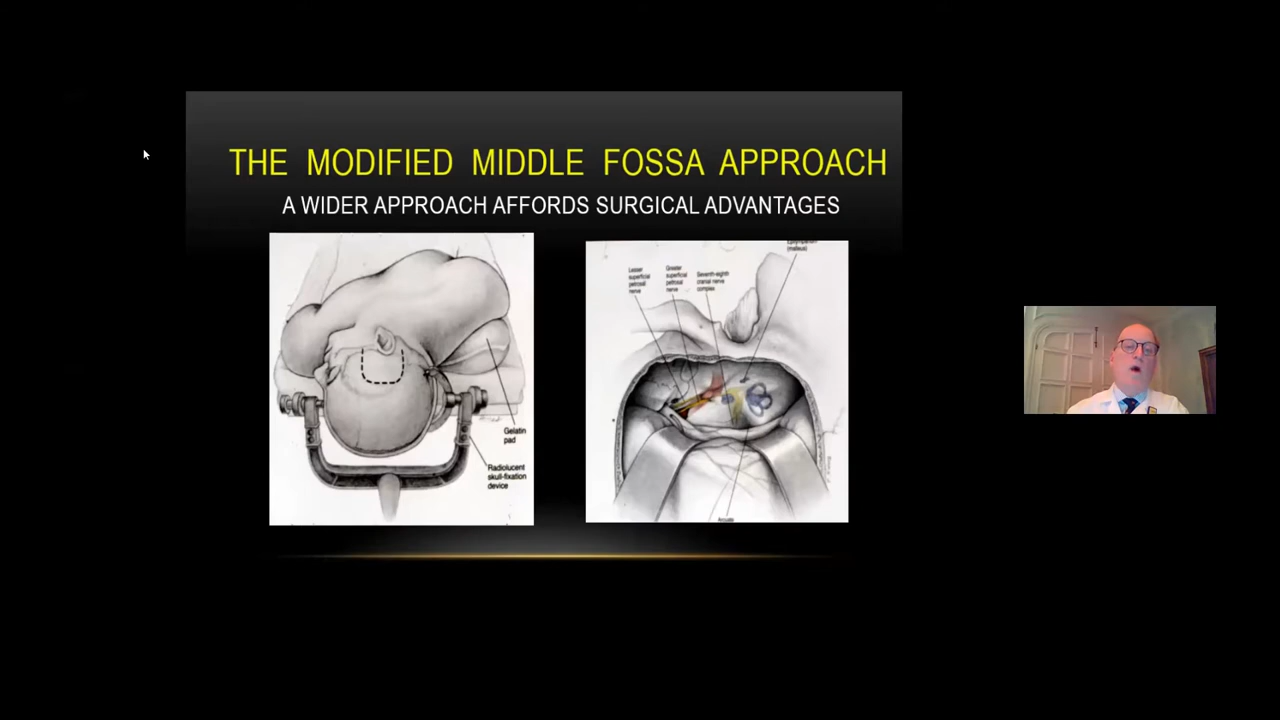 THE MODIFIED MIDDLE FOSSA APPROACH
A WIDER APPROACH AFFORDS SURGICAL ADVANTAGES
Gelatin
pad
Radiolucent
skull-fixation
device
(malleus)
Lesser
superficial
petrosal
nerve
Greater
superficial
petrosal
nerve
Seventh-eighth
cranial nerve
complex
Arcuate